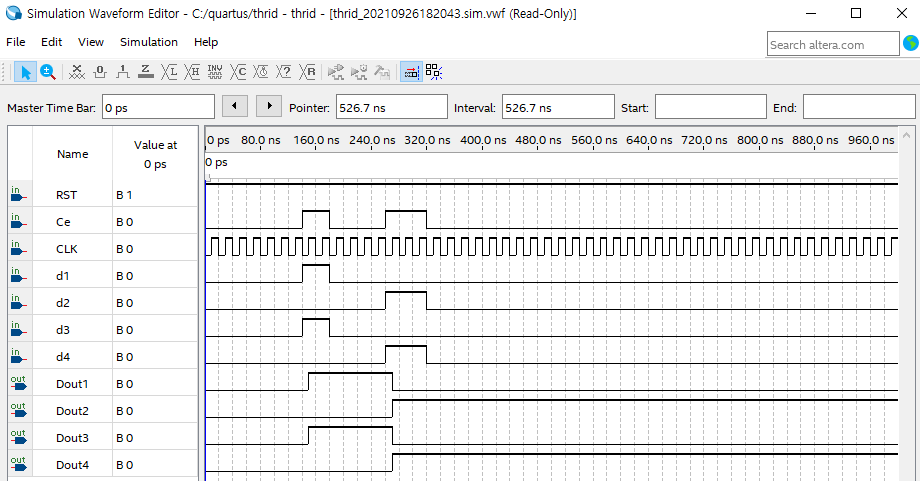 Simulation Waveform Editor - C:/quartus/thrid - thrid - [thrid_20210926182043.sim.vwf (Read-Only)]
File Edit View Simulation Help
Search altera.com
Master Time Bar: 0 ps Pointer: 526.7 ns Interval: 526.7 ns Start: End:
Name Value at 0 ps
0 ps 80.0 ns 160.0 ns 240.0 ns 320.0 ns 400.0 ns 480.0 ns 560.0 ns 640.0 ns 720.0 ns 800.0 ns 880.0 ns 960.0 ns
0 ps
in RST B 1
in Ce B 0
in CLK B 0
in d1 B 0
in d2 B 0
in d3 B 0
in d4 B 0
out Dout1 B 0
out Dout2 B 0
out Dout3 B 0
out Dout4 B 0